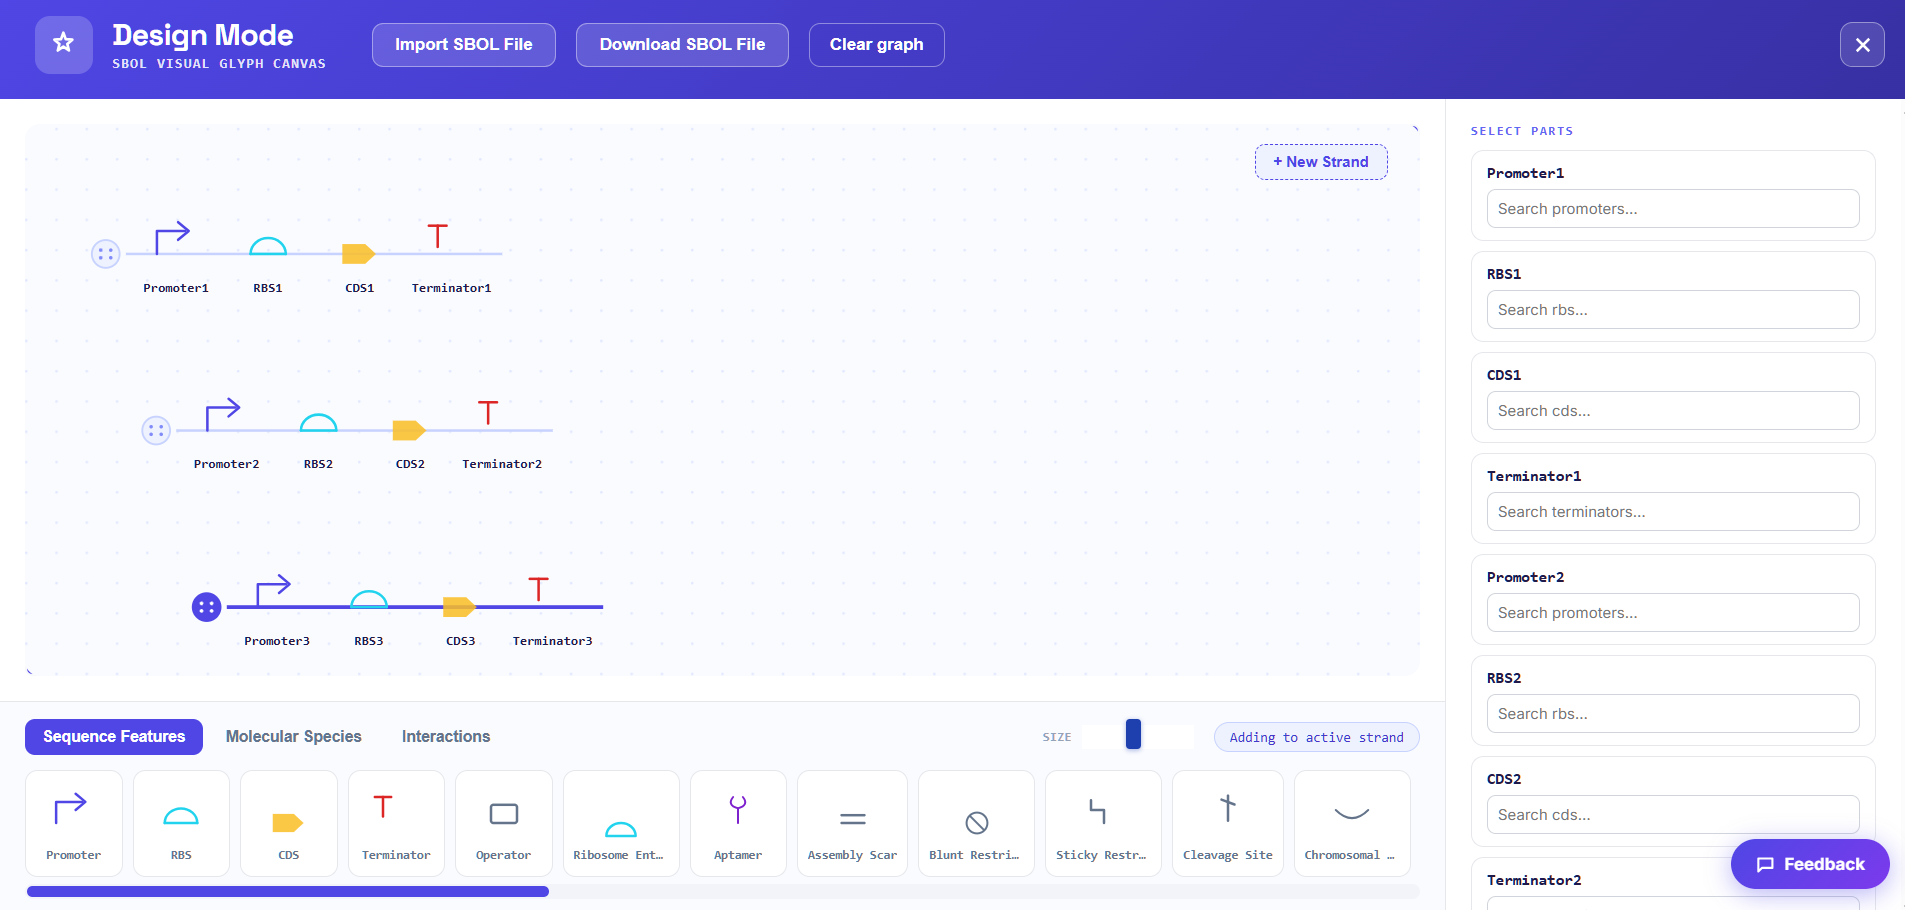 Design Mode
SBOL VISUAL GLYPH CANVAS
Import SBOL File
Download SBOL File
Clear graph
+ New Strand
Promoter1
RBS1
CDS1
Terminator1
Promoter2
RBS2
CDS2
Terminator2
Promoter3
RBS3
CDS3
Terminator3
Sequence Features
Molecular Species
Interactions
SIZE
Adding to active strand
Promoter
RBS
CDS
Terminator
Operator
Ribosome Ent…
Aptamer
Assembly Scar
Blunt Restri…
Sticky Restr…
Cleavage Site
Chromosomal …
SELECT PARTS
Promoter1
Search promoters...
RBS1
Search rbs...
CDS1
Search cds...
Terminator1
Search terminators...
Promoter2
Search promoters...
RBS2
Search rbs...
CDS2
Search cds...
Terminator2
Feedback